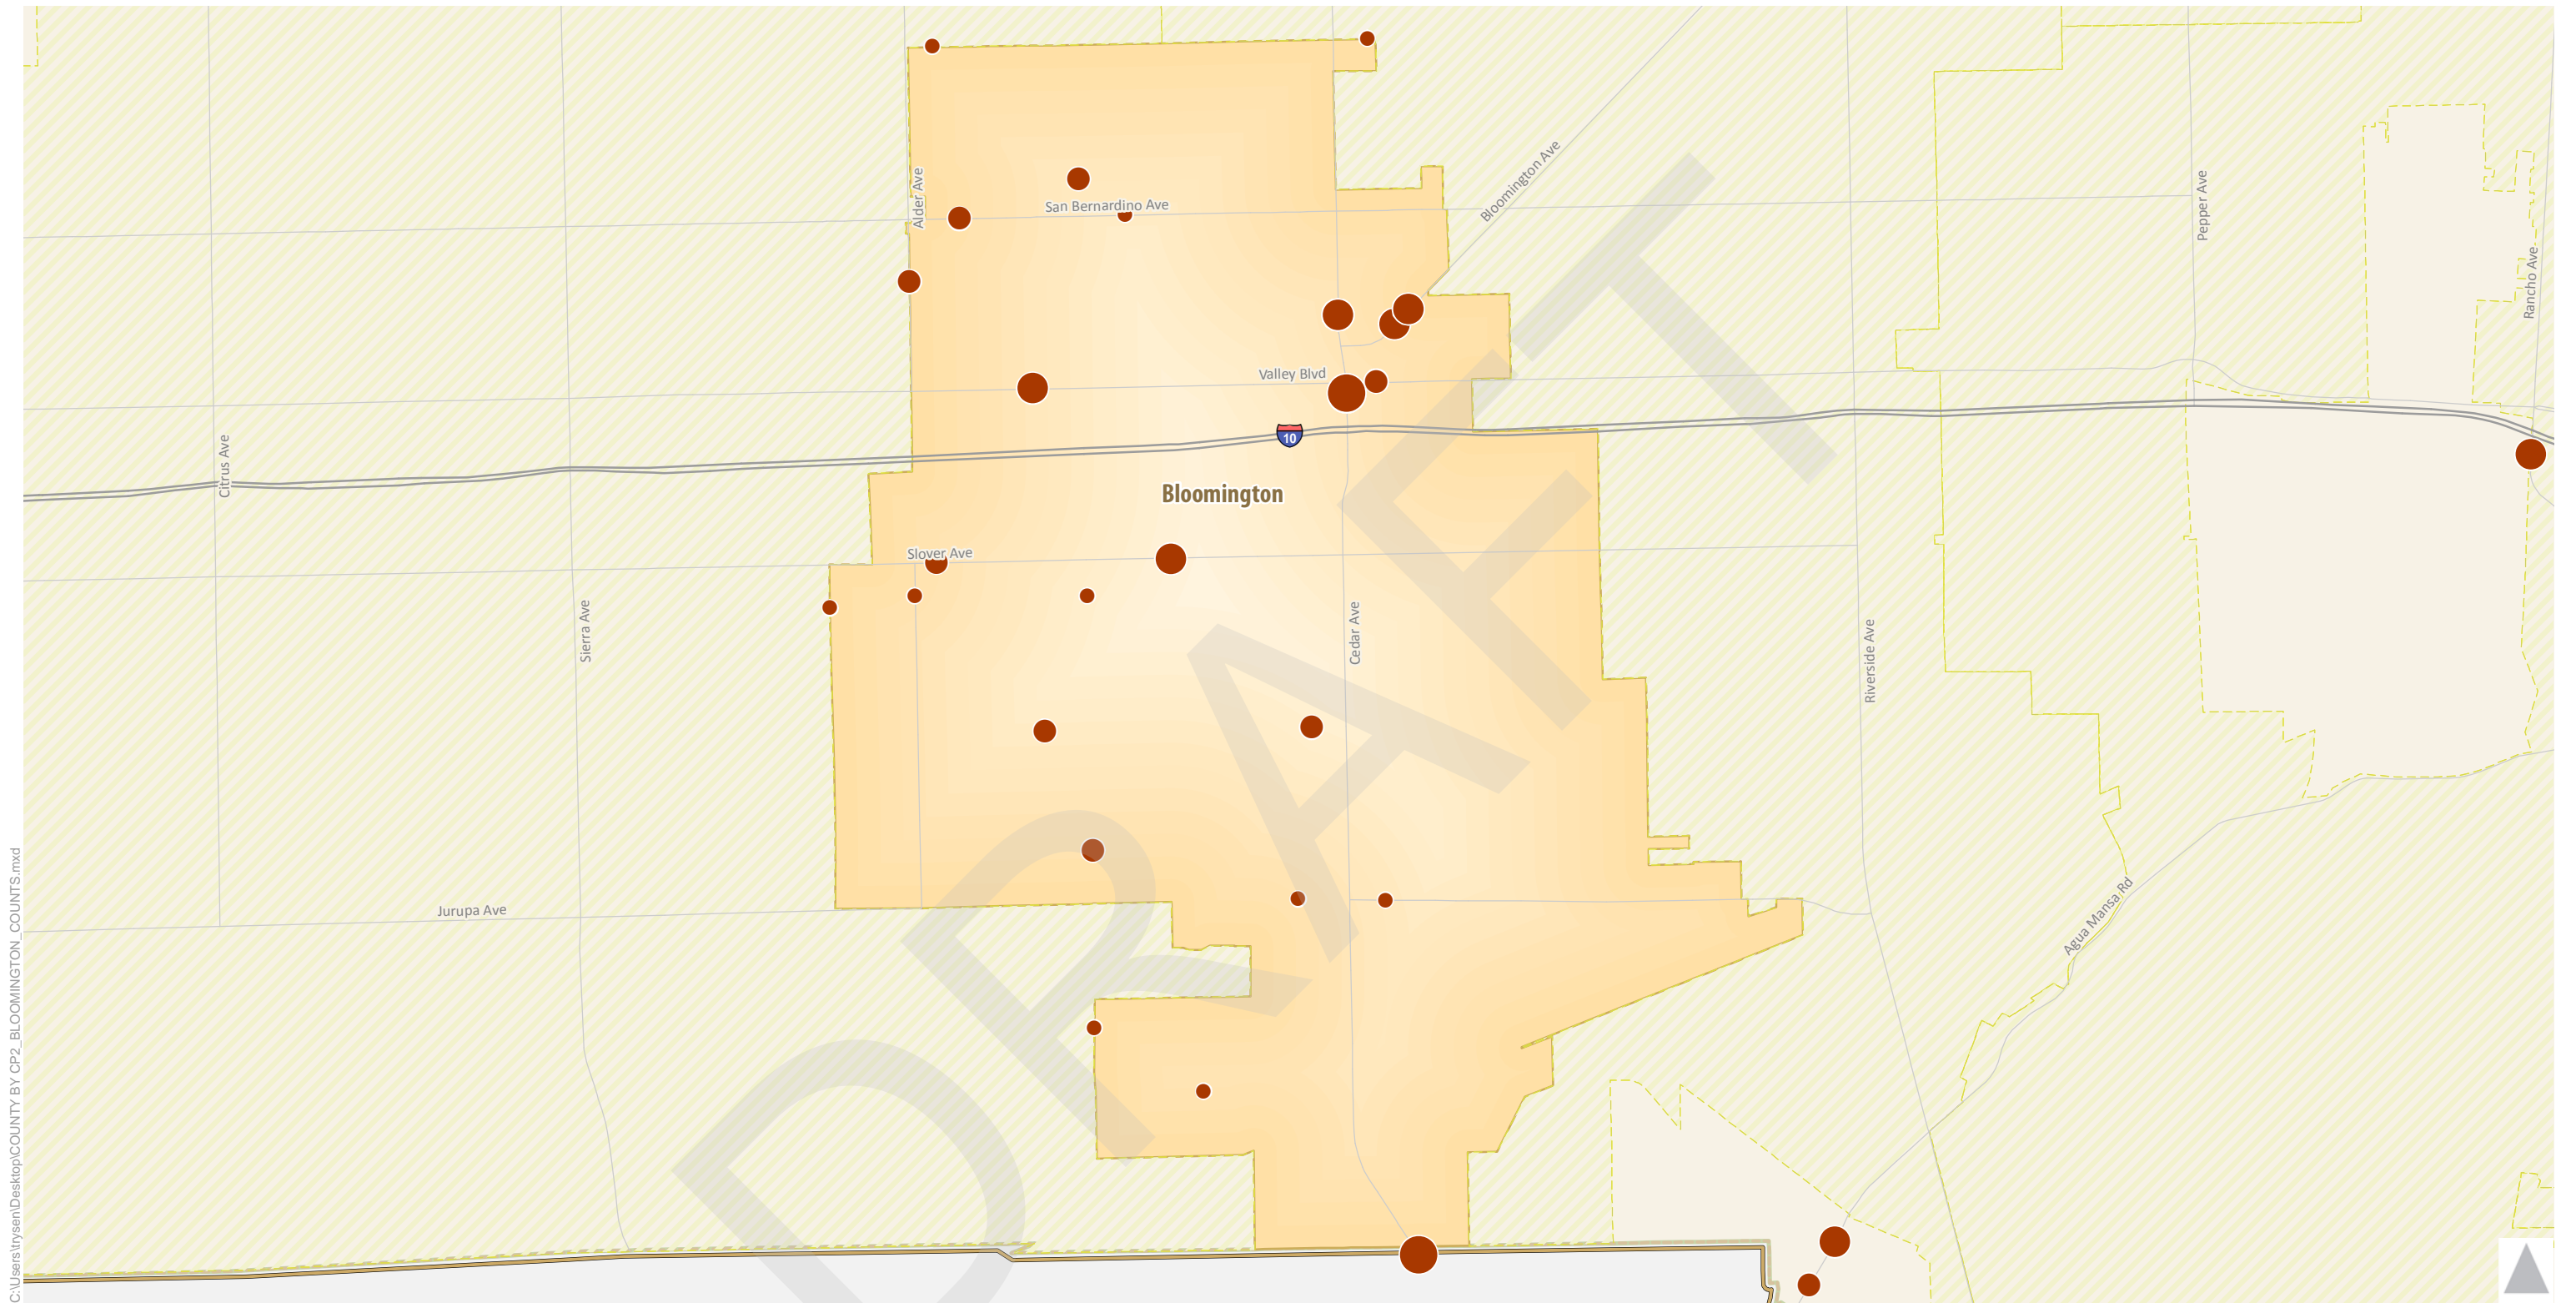 Alder Ave
San Bernardino Ave
Bloomington Ave
Pepper Ave
Rancho Ave
Valley Blvd
10
Citrus Ave
Bloomington
Slover Ave
Sierra Ave
Cedar Ave
Riverside Ave
Jurupa Ave
Agua Mansa Rd
DRAFT
C:\Users\trysen\Desktop\COUNTY BY CP2_BLOOMINGTON_COUNTS.mxd